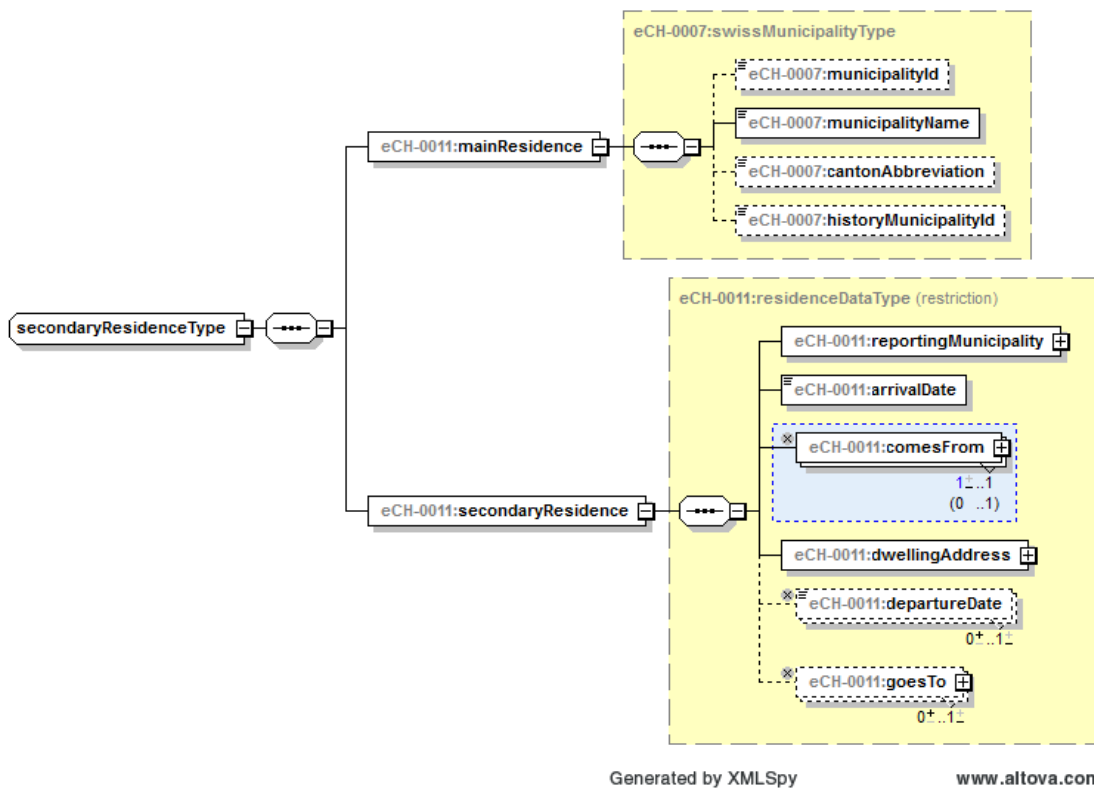 eCH-0007:swissMunicipalityType
eCH-0007:municipalityId
eCH-0011:mainResidence
eCH-0007:municipalityName
eCH-0007:cantonAbbreviation
eCH-0007:historyMunicipalityId
secondaryResidenceType
eCH-0011:residenceDataType (restriction)
eCH-0011:reportingMunicipality
eCH-0011:arrivalDate
eCH-0011:comesFrom
1±..1
(0 ..1)
eCH-0011:secondaryResidence
eCH-0011:dwellingAddress
eCH-0011:departureDate
0±..1±
eCH-0011:goesTo
0±..1±
Generated by XMLSpy
www.altova.com